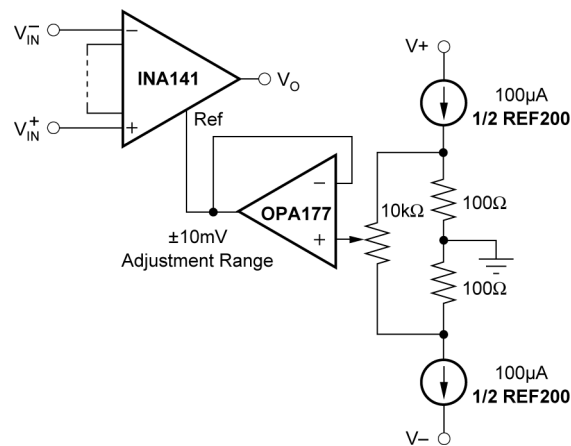 V⁻IN
−
INA141
VO
V⁺IN
+
Ref
V+
100µA
1/2 REF200
−
OPA177
+
10kΩ
100Ω
±10mV
Adjustment Range
100Ω
100µA
1/2 REF200
V–